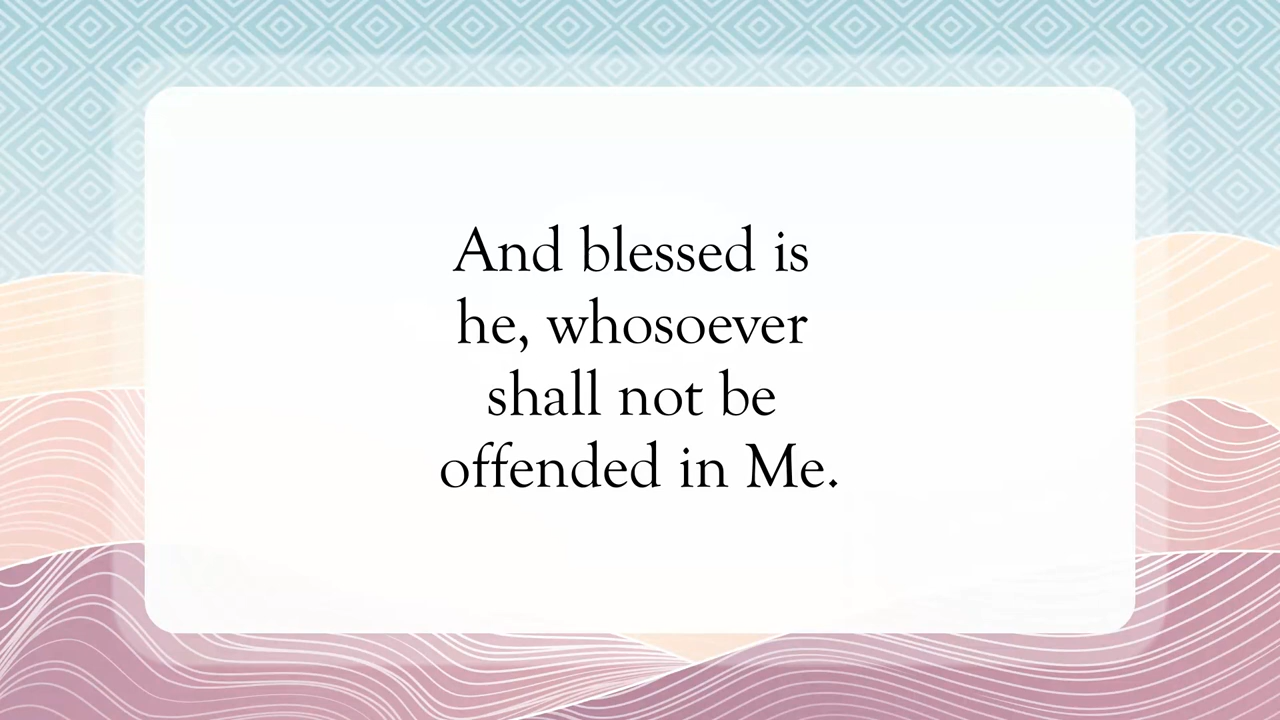 And blessed is
he, whosoever
shall not be
offended in Me.